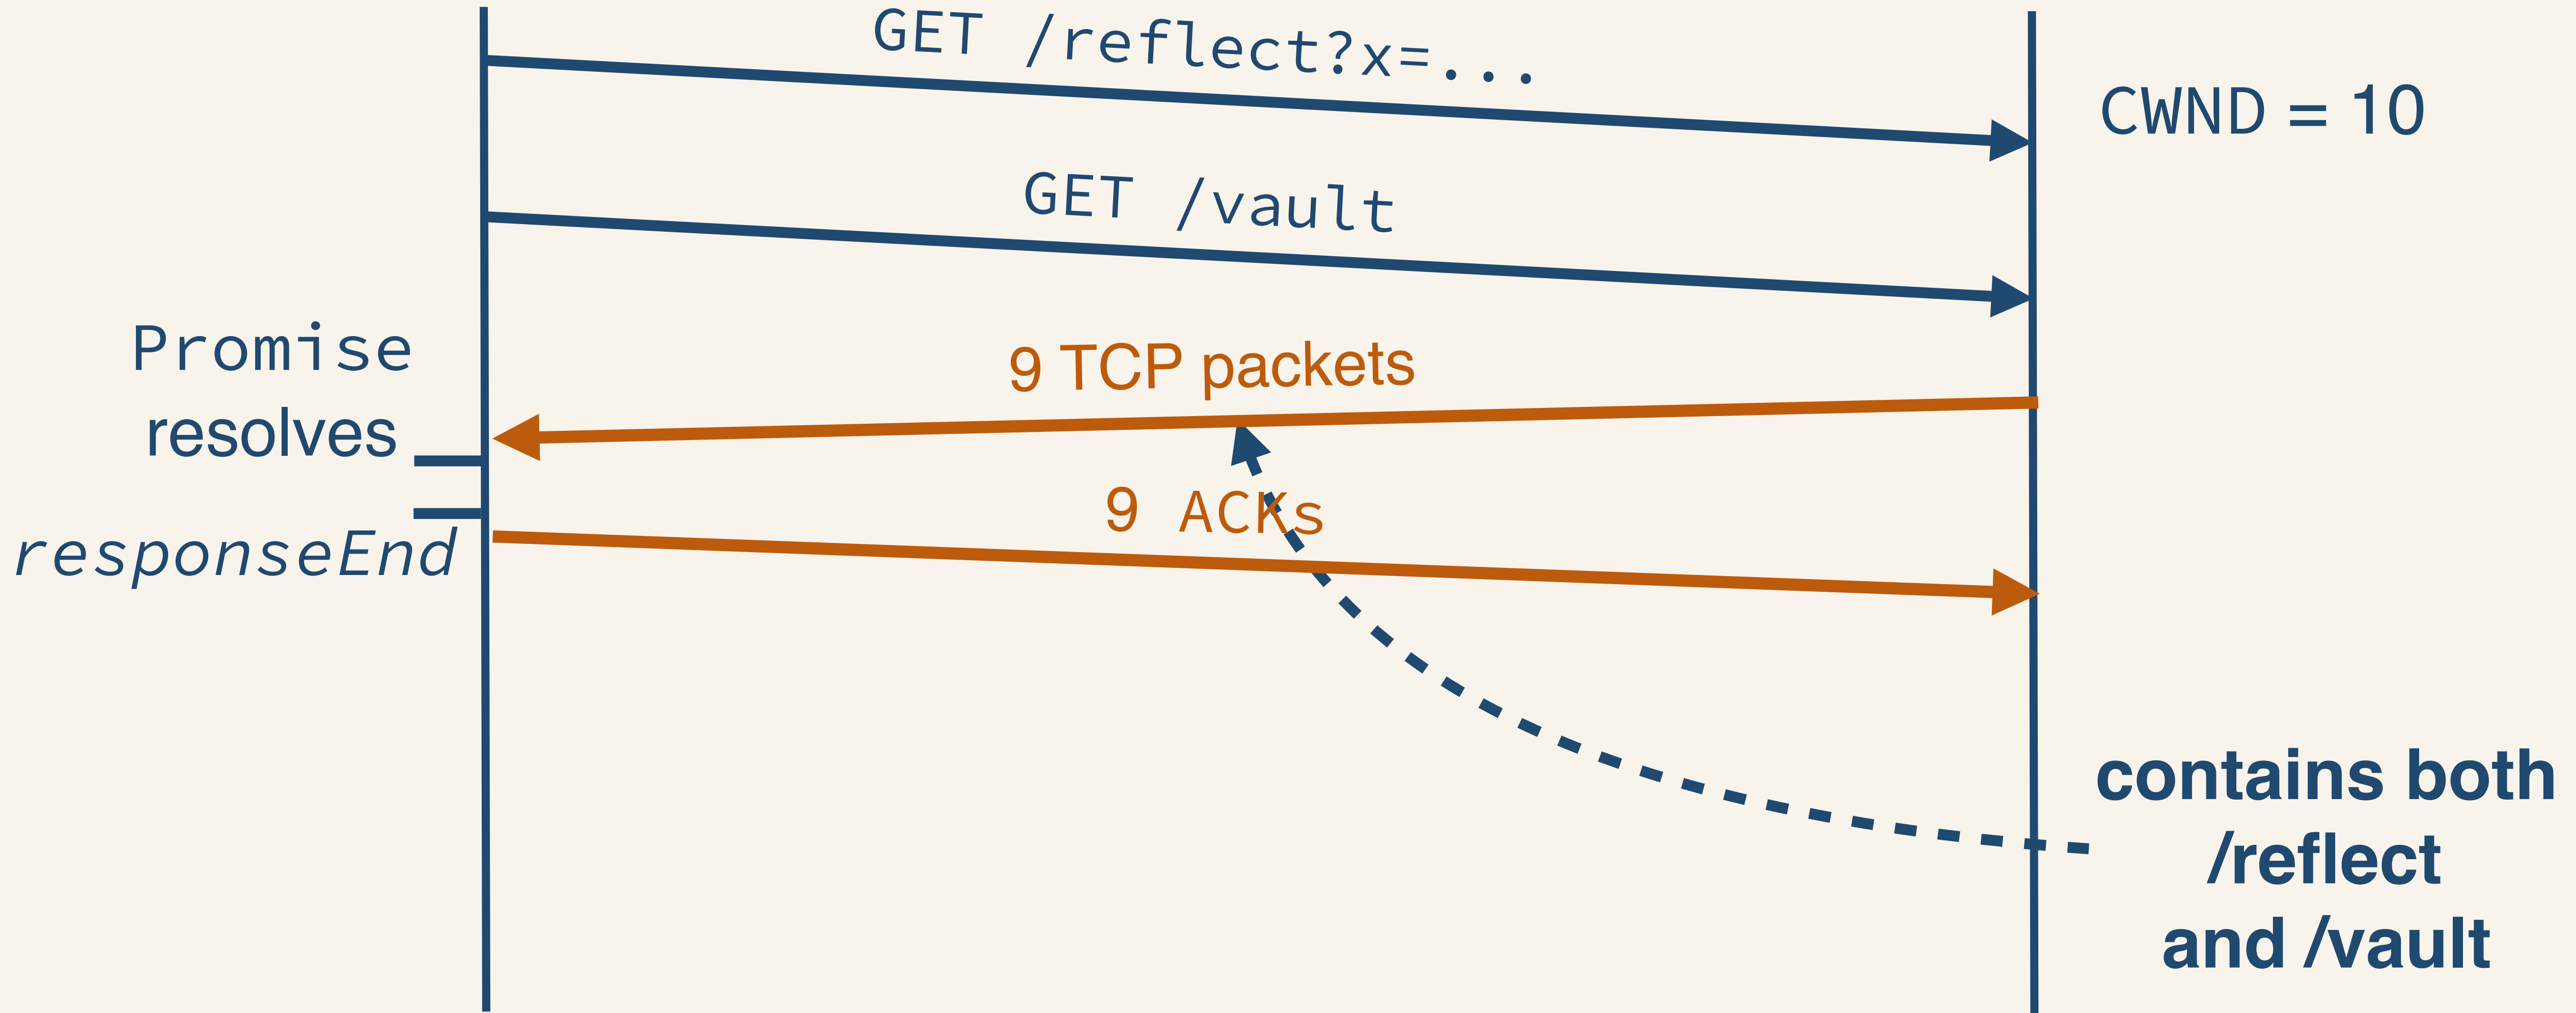 GET /reflect?x=...
CWND = 10
GET /vault
Promise
resolves
9 TCP packets
9 ACKs
responseEnd
contains both
/reflect
and /vault